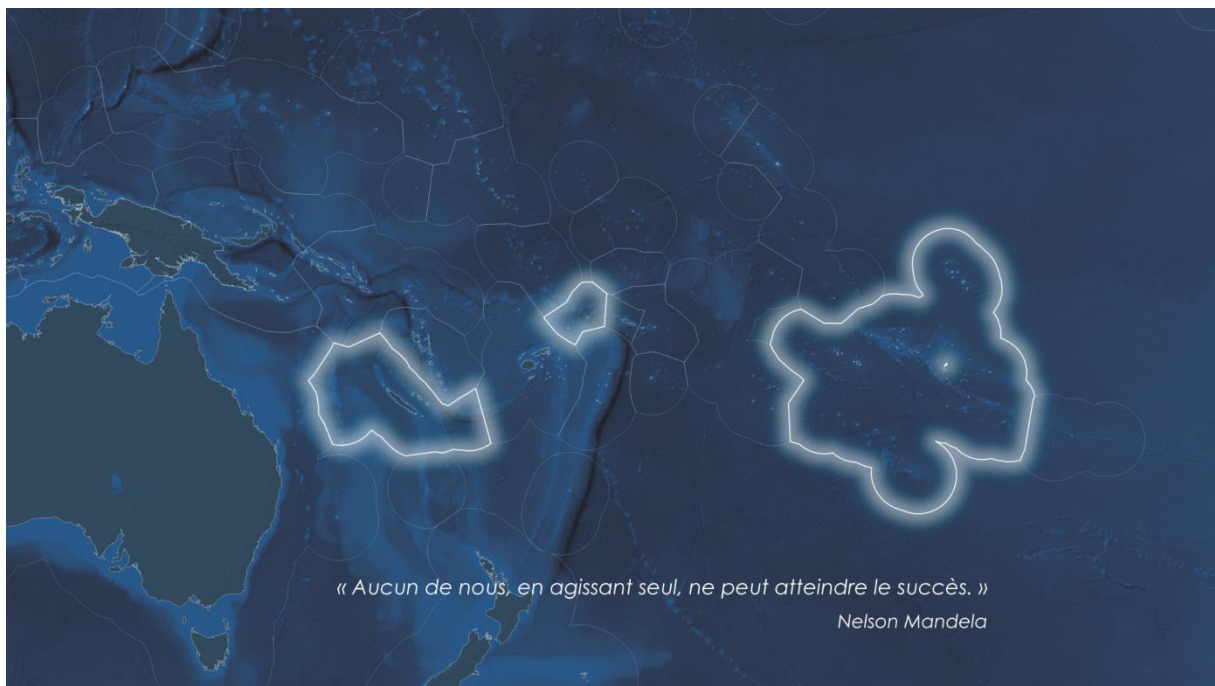 « Aucun de nous, en agissant seul, ne peut atteindre le succès. »
Nelson Mandela